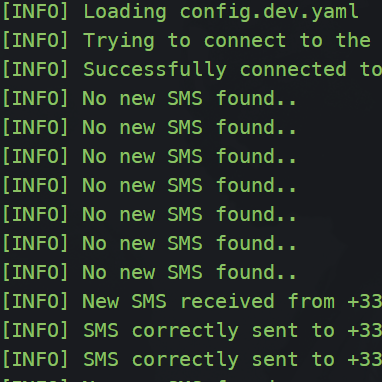 [INFO] Loading config.dev.yaml
[INFO] Trying to connect to the
[INFO] Successfully connected to
[INFO] No new SMS found..
[INFO] No new SMS found..
[INFO] No new SMS found..
[INFO] No new SMS found..
[INFO] No new SMS found..
[INFO] No new SMS found..
[INFO] No new SMS found..
[INFO] New SMS received from +33
[INFO] SMS correctly sent to +33
[INFO] SMS correctly sent to +33